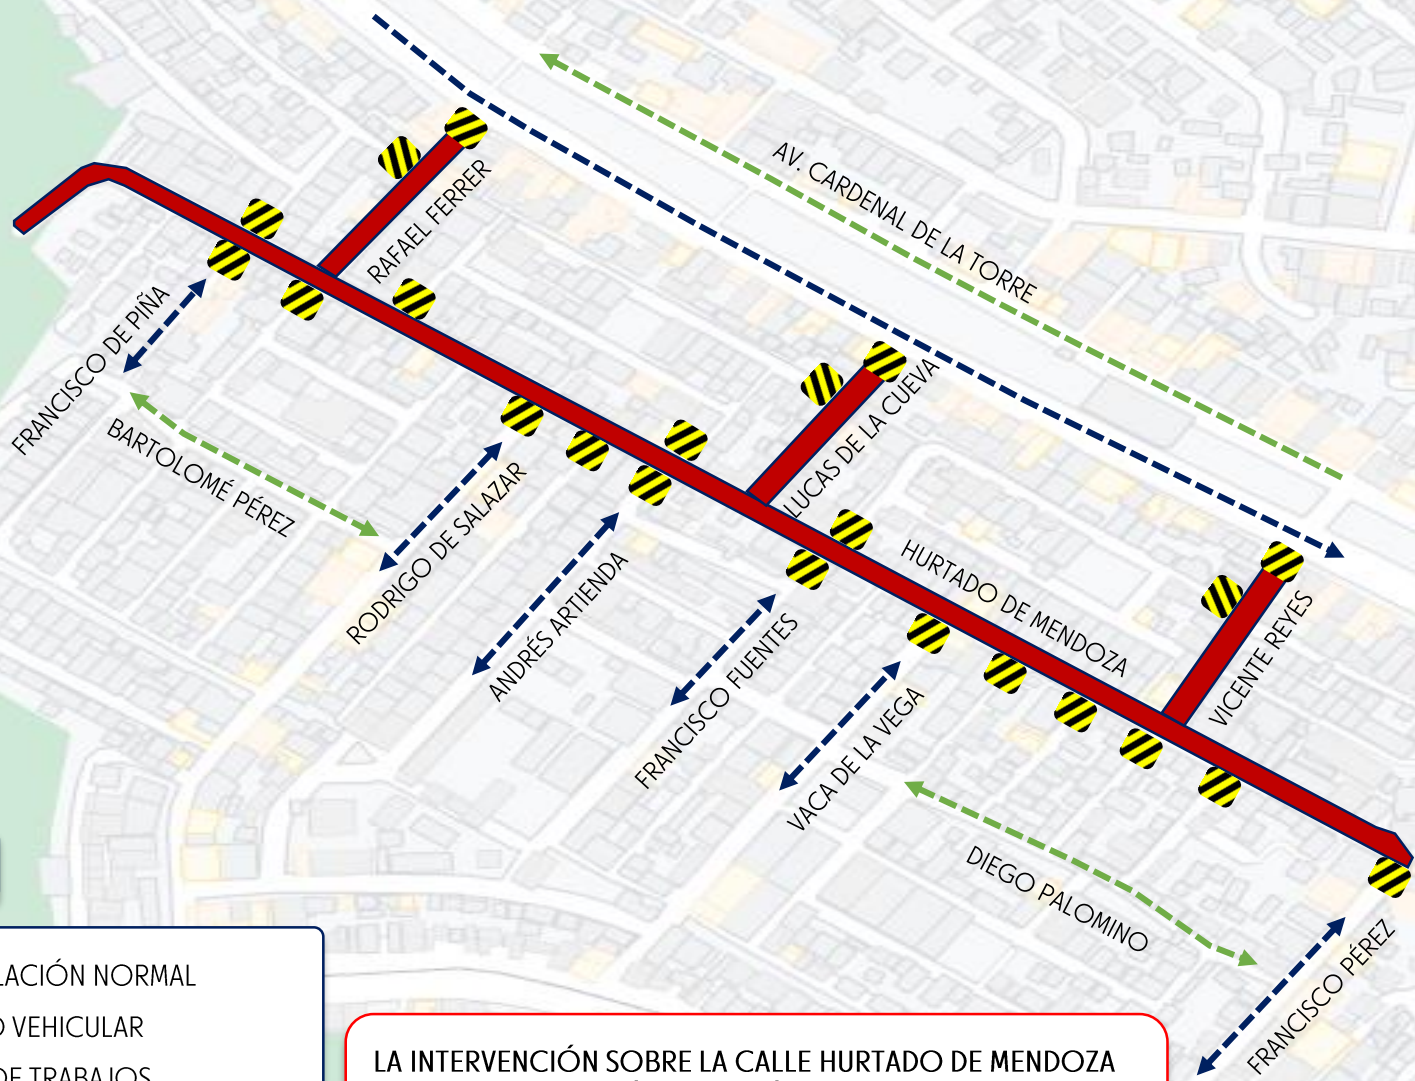 AV. CARDENAL DE LA TORRE
RAFAEL FERRER
FRANCISCO DE PIÑA
BARTOLOMÉ PÉREZ
LUCAS DE LA CUEVA
RODRIGO DE SALAZAR
HURTADO DE MENDOZA
ANDRÉS ARTIENDA
VICENTE REYES
FRANCISCO FUENTES
VACA DE LA VEGA
DIEGO PALOMINO
FRANCISCO PÉREZ
LACIÓN NORMAL
O VEHICULAR
DE TRABAJOS
LA INTERVENCIÓN SOBRE LA CALLE HURTADO DE MENDOZA